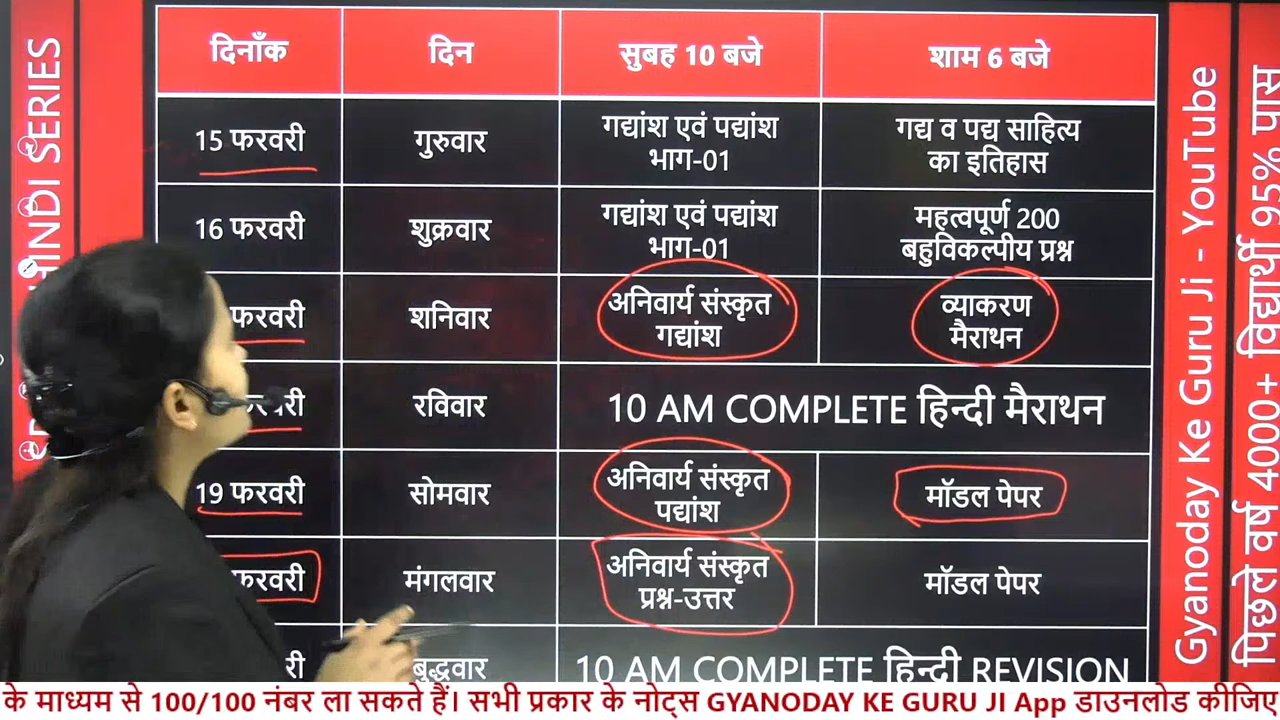 दिनाँक दिन सुबह 10 बजे शाम 6 बजे
15 फरवरी गुरुवार गद्यांश एवं पद्यांश गद्य व पद्य साहित्य
भाग-01 का इतिहास
16 फरवरी शुक्रवार गद्यांश एवं पद्यांश महत्वपूर्ण 200
भाग-01 बहुविकल्पीय प्रश्न
फरवरी शनिवार अनिवार्य संस्कृत व्याकरण
गद्यांश मैराथन
रविवार 10 AM COMPLETE हिन्दी मैराथन
19 फरवरी सोमवार अनिवार्य संस्कृत मॉडल पेपर
पद्यांश
फरवरी मंगलवार अनिवार्य संस्कृत मॉडल पेपर
प्रश्न-उत्तर
री बुद्धवार 10 AM COMPLETE हिन्दी REVISION
SERIES
Gyanoday Ke Guru Ji - YouTube
पिछले वर्ष 4000+ विद्यार्थी 95% पास
के माध्यम से 100/100 नंबर ला सकते हैं। सभी प्रकार के नोट्स GYANODAY KE GURU JI App डाउनलोड कीजिए